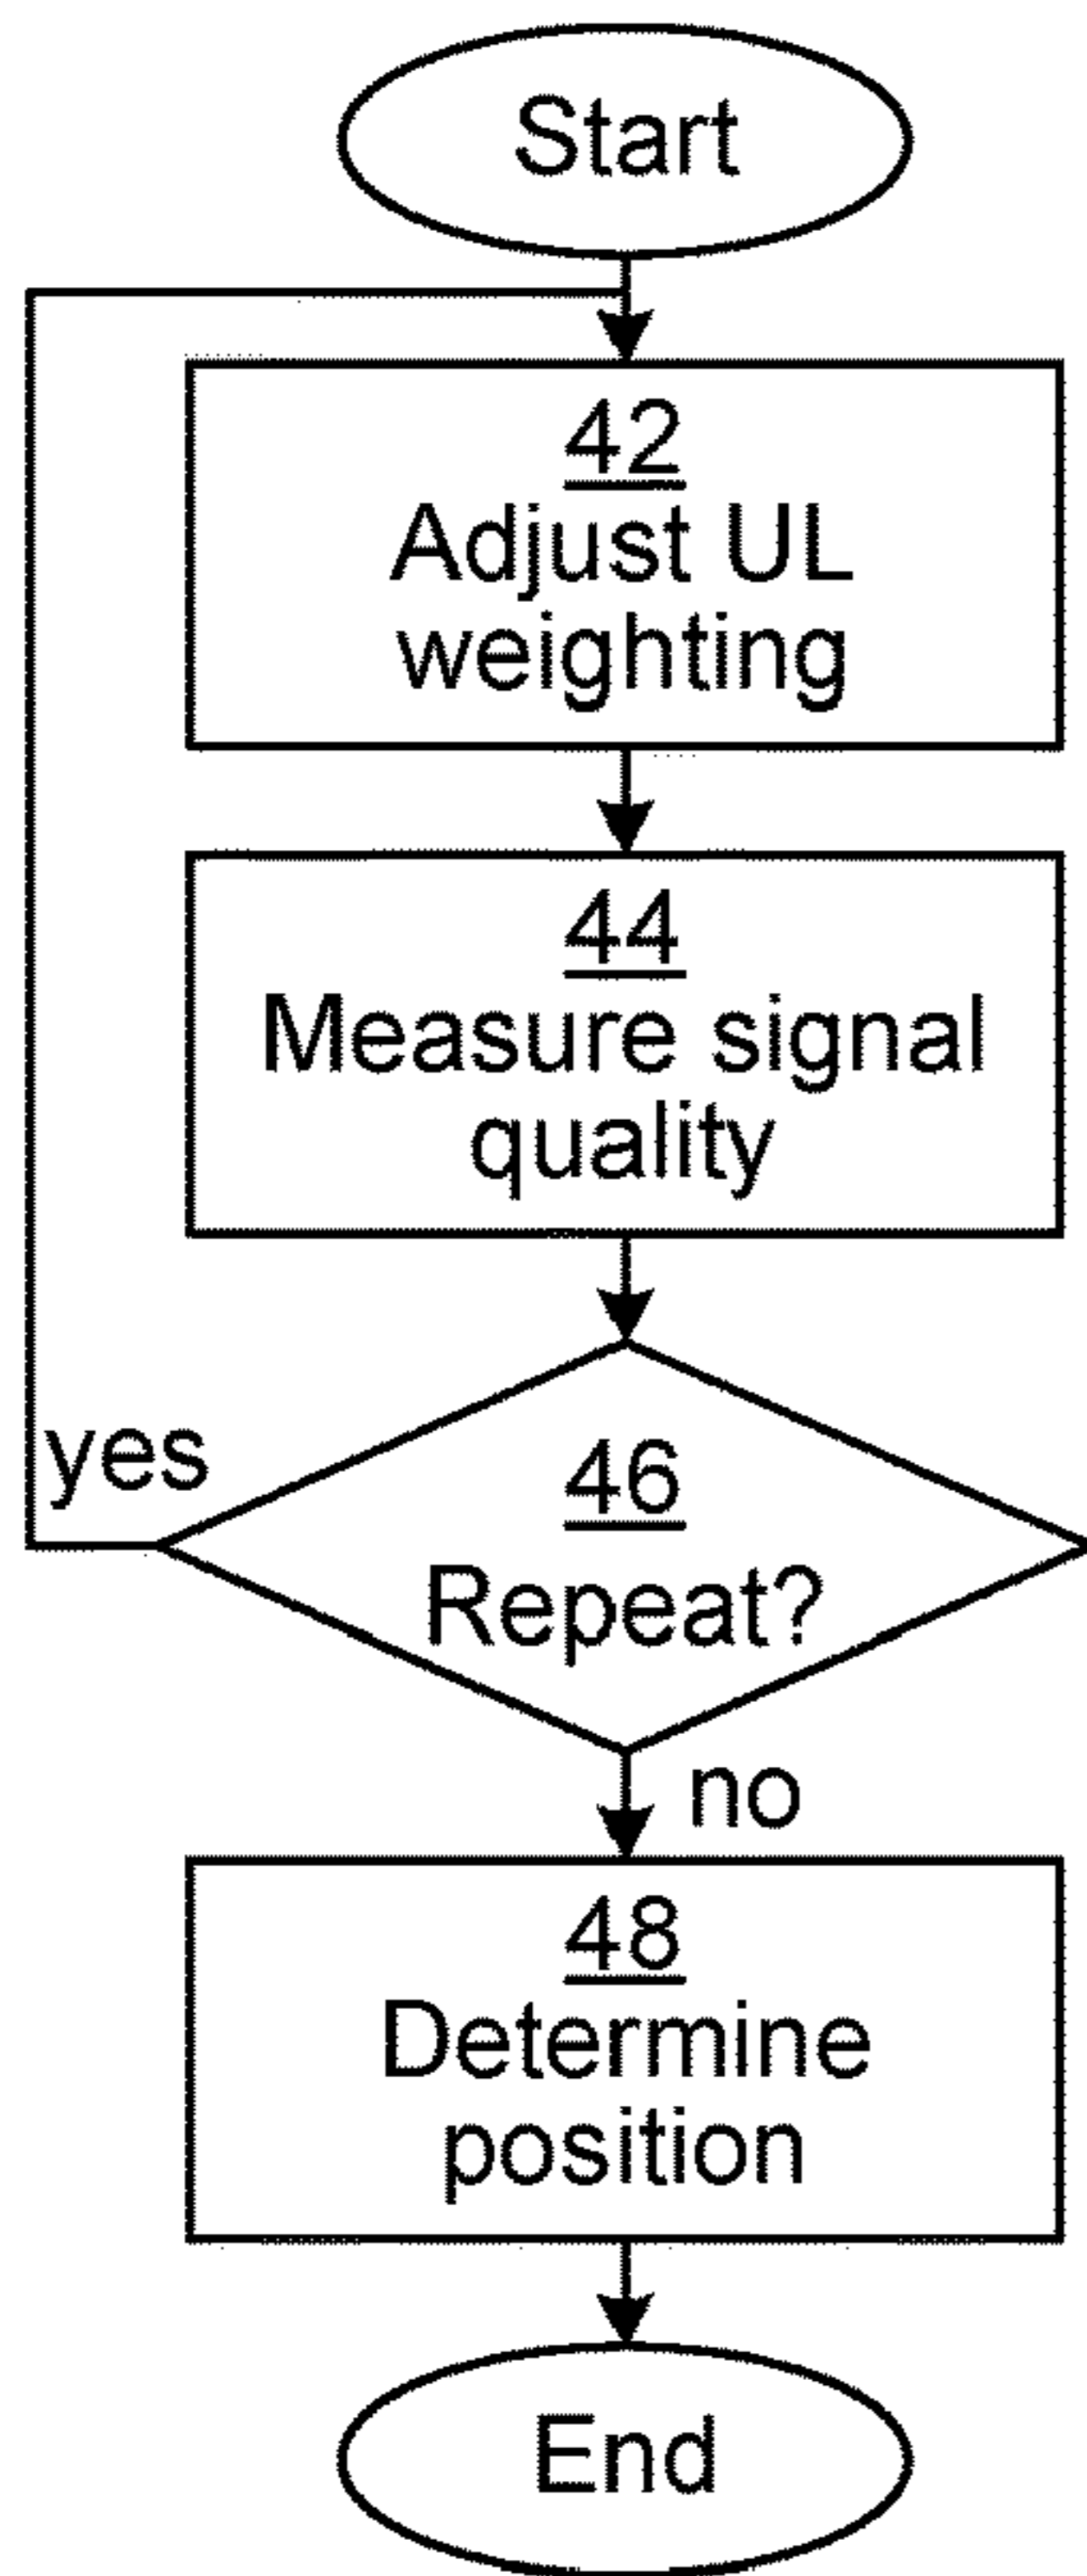 Start
42
Adjust UL
weighting
44
Measure signal
quality
yes
46
Repeat?
no
48
Determine
position
End